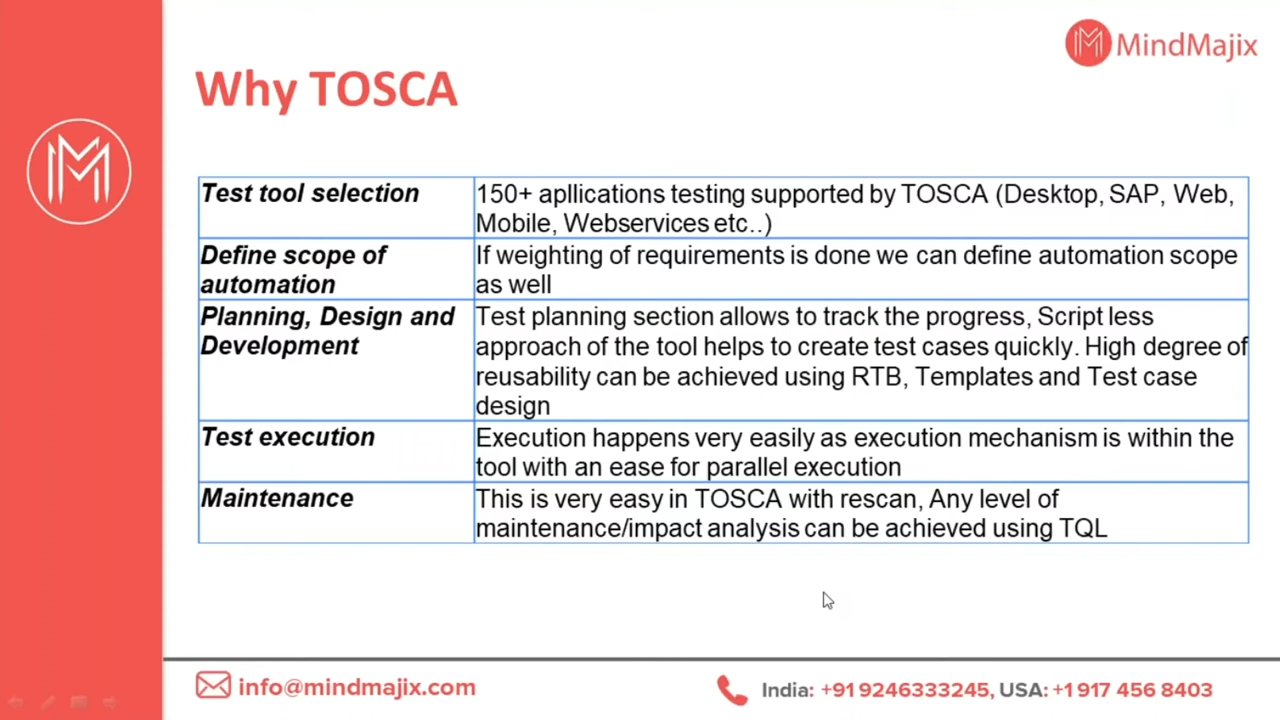 MindMajix
Why TOSCA
Test tool selection
150+ apllications testing supported by TOSCA (Desktop, SAP, Web,
Mobile, Webservices etc..)
Define scope of
automation
If weighting of requirements is done we can define automation scope
as well
Planning, Design and
Development
Test planning section allows to track the progress, Script less
approach of the tool helps to create test cases quickly. High degree of
reusability can be achieved using RTB, Templates and Test case
design
Test execution
Execution happens very easily as execution mechanism is within the
tool with an ease for parallel execution
Maintenance
This is very easy in TOSCA with rescan, Any level of
maintenance/impact analysis can be achieved using TQL
info@mindmajix.com
India: +91 9246333245, USA: +1 917 456 8403